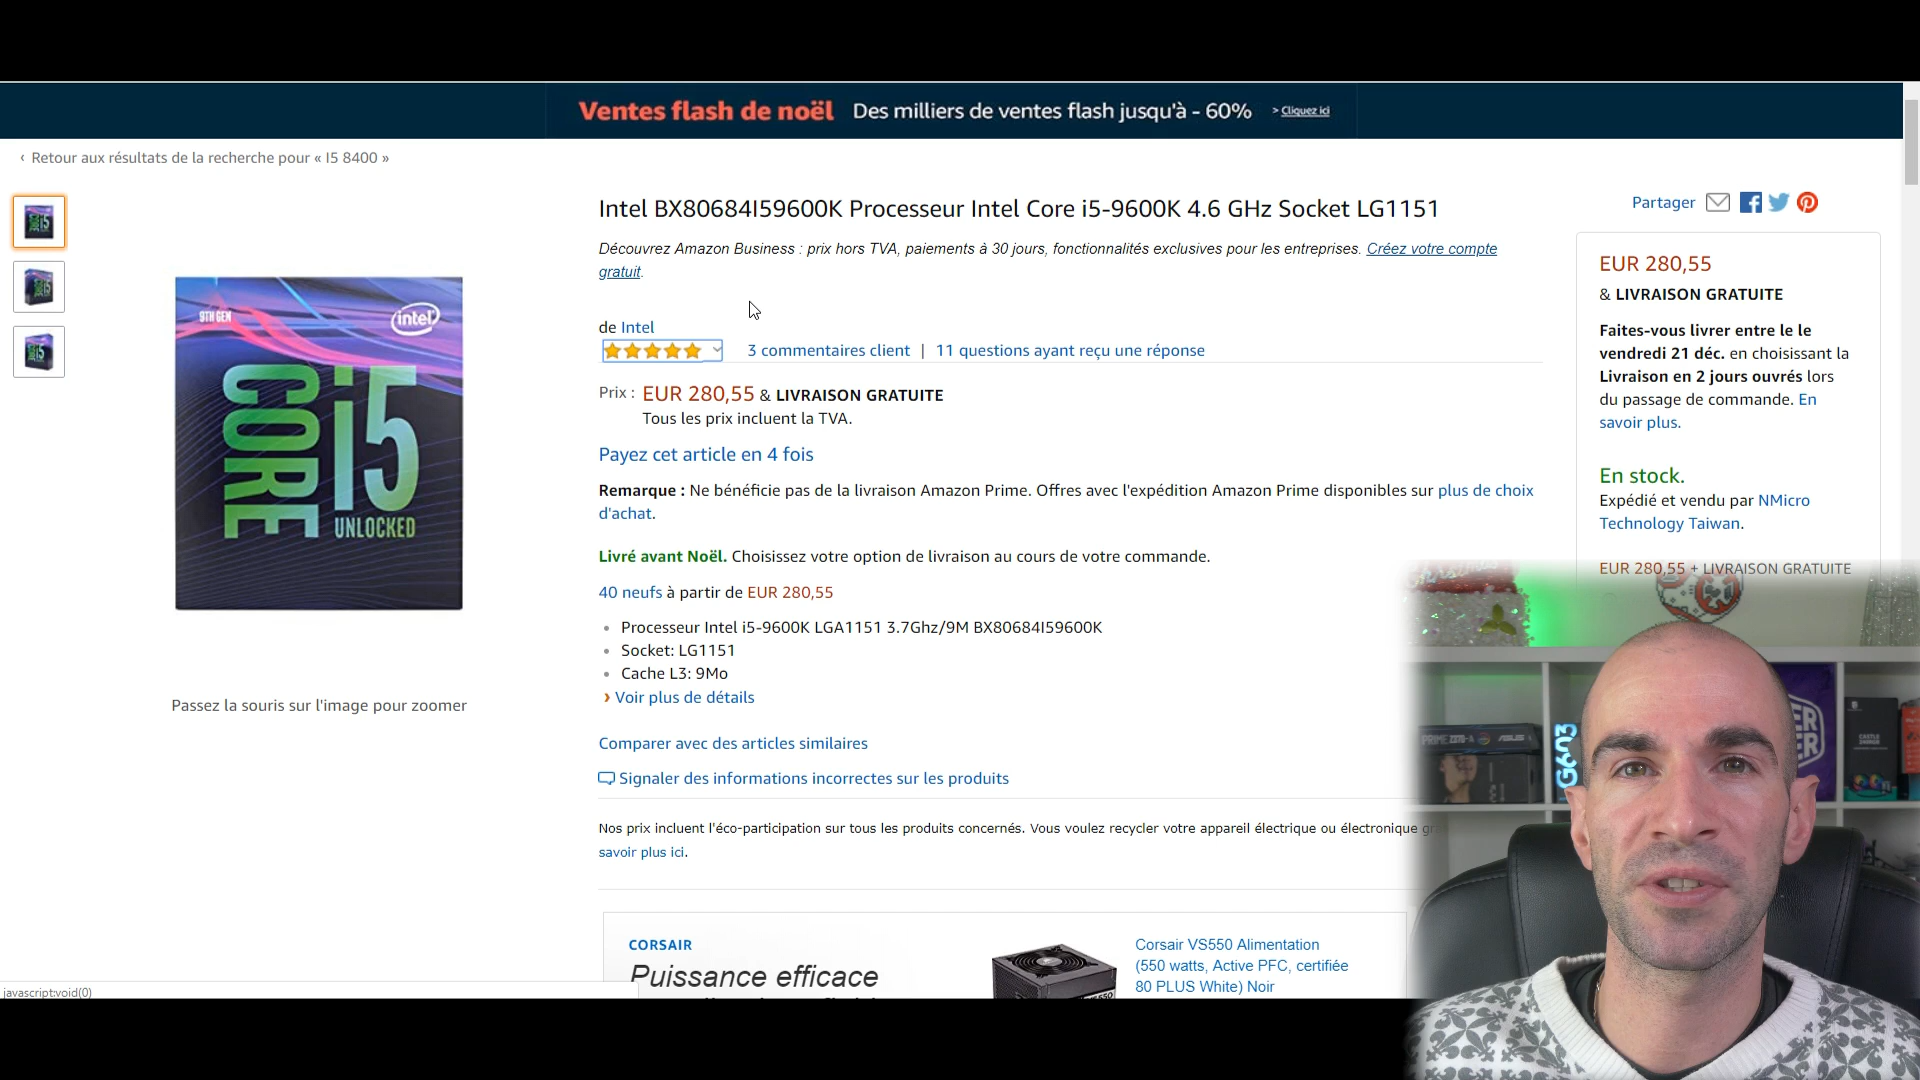 Ventes flash de noël Des milliers de ventes flash jusqu'à - 60% > Cliquez ici
‹ Retour aux résultats de la recherche pour « I5 8400 »
9TH GEN
intel
CORE
i5
UNLOCKED
Passez la souris sur l'image pour zoomer
Intel BX80684I59600K Processeur Intel Core i5-9600K 4.6 GHz Socket LG1151
Découvrez Amazon Business : prix hors TVA, paiements à 30 jours, fonctionnalités exclusives pour les entreprises. Créez votre compte
gratuit.
de Intel
3 commentaires client | 11 questions ayant reçu une réponse
Prix : EUR 280,55 & LIVRAISON GRATUITE
Tous les prix incluent la TVA.
Payez cet article en 4 fois
Remarque : Ne bénéficie pas de la livraison Amazon Prime. Offres avec l'expédition Amazon Prime disponibles sur plus de choix
d'achat.
Livré avant Noël. Choisissez votre option de livraison au cours de votre commande.
40 neufs à partir de EUR 280,55
• Processeur Intel i5-9600K LGA1151 3.7Ghz/9M BX80684I59600K
• Socket: LG1151
• Cache L3: 9Mo
› Voir plus de détails
Comparer avec des articles similaires
Signaler des informations incorrectes sur les produits
Nos prix incluent l'éco-participation sur tous les produits concernés. Vous voulez recycler votre appareil électrique ou électronique
savoir plus ici.
CORSAIR
Puissance efficace
Corsair VS550 Alimentation
(550 watts, Active PFC, certifiée
80 PLUS White) Noir
Partager
EUR 280,55
& LIVRAISON GRATUITE
Faites-vous livrer entre le le
vendredi 21 déc. en choisissant la
Livraison en 2 jours ouvrés lors
du passage de commande. En
savoir plus.
En stock.
Expédié et vendu par NMicro
Technology Taiwan.
EUR 280,55 + LIVRAISON GRATUITE
PRIME Z270-A
ASUS
G603
javascript:void(0)